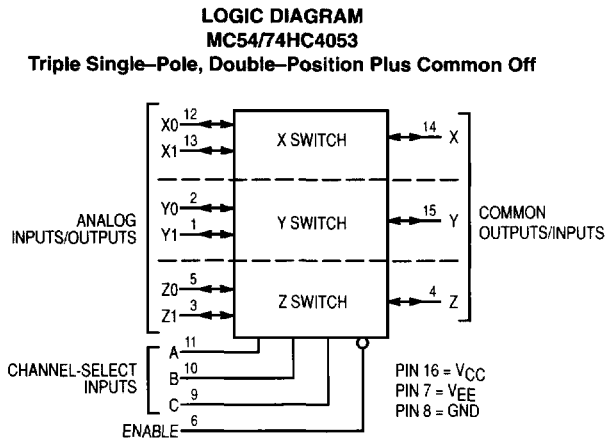 LOGIC DIAGRAM
MC54/74HC4053
Triple Single–Pole, Double–Position Plus Common Off
X0 12
X1 13
X SWITCH
14 X
Y0 2
Y1 1
Y SWITCH
15 Y
ANALOG
INPUTS/OUTPUTS
COMMON
OUTPUTS/INPUTS
Z0 5
Z1 3
Z SWITCH
4 Z
CHANNEL-SELECT
INPUTS
A 11
B 10
C 9
ENABLE 6
PIN 16 = VCC
PIN 7 = VEE
PIN 8 = GND